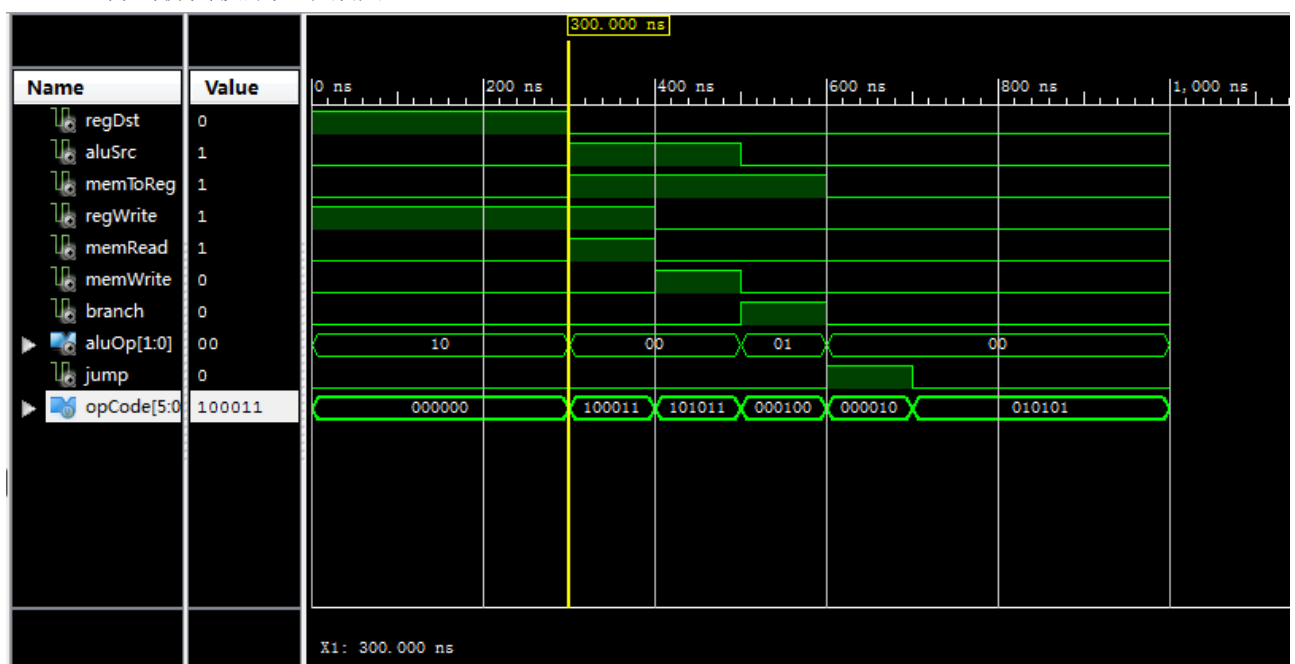 300.000 ns
Name Value 0 ns 200 ns 400 ns 600 ns 800 ns 1,000 ns
regDst 0
aluSrc 1
memToReg 1
regWrite 1
memRead 1
memWrite 0
branch 0
aluOp[1:0] 00 10 00 01 00
jump 0
opCode[5:0 100011 000000 100011 101011 000100 000010 010101
X1: 300.000 ns